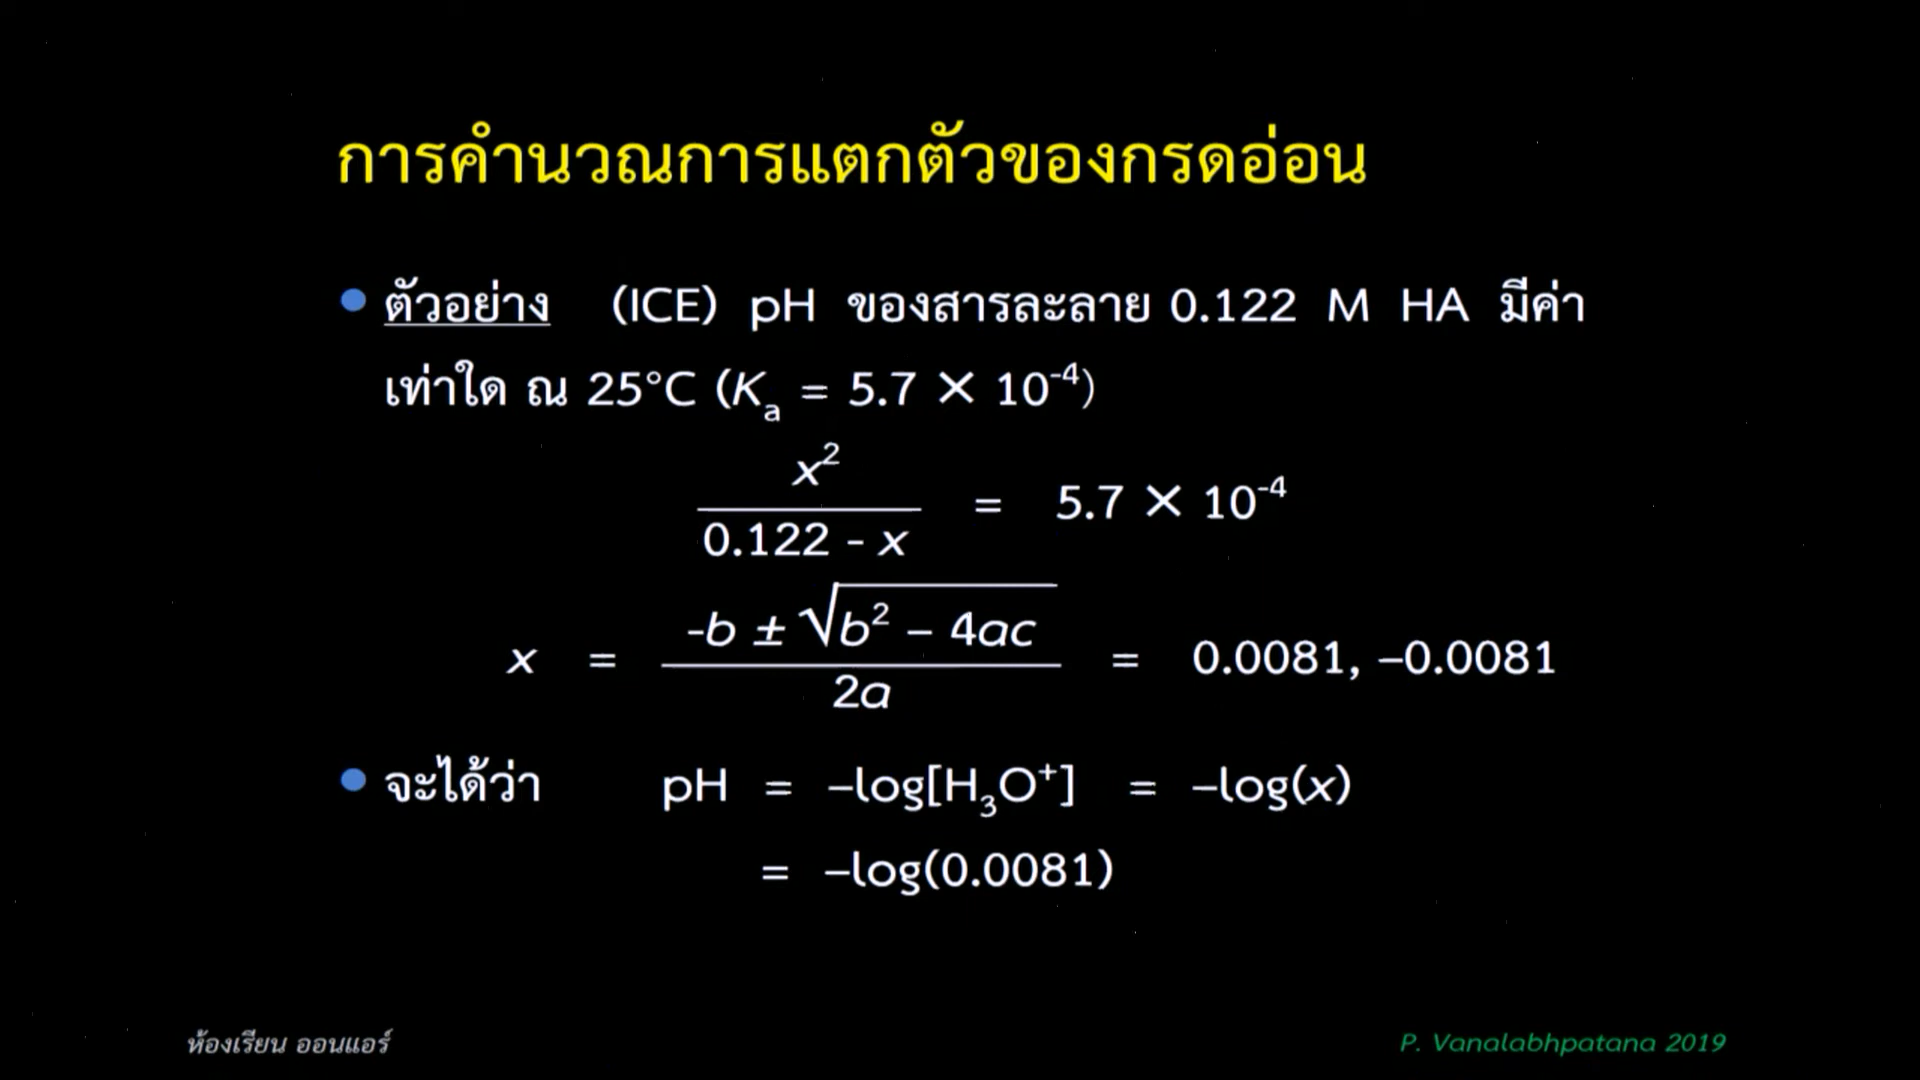 การคำนวณการแตกตัวของกรดอ่อน
ตัวอย่าง (ICE) pH ของสารละลาย 0.122 M HA มีค่า
เท่าใด ณ 25°C (Kₐ = 5.7 × 10⁻⁴)
x²
0.122 - x
= 5.7 × 10⁻⁴
x = 
-b ± √b² – 4ac
2a
= 0.0081, –0.0081
จะได้ว่า pH = –log[H₃O⁺] = –log(x)
= –log(0.0081)
ห้องเรียน ออนแอร์
P. Vanalabhpatana 2019